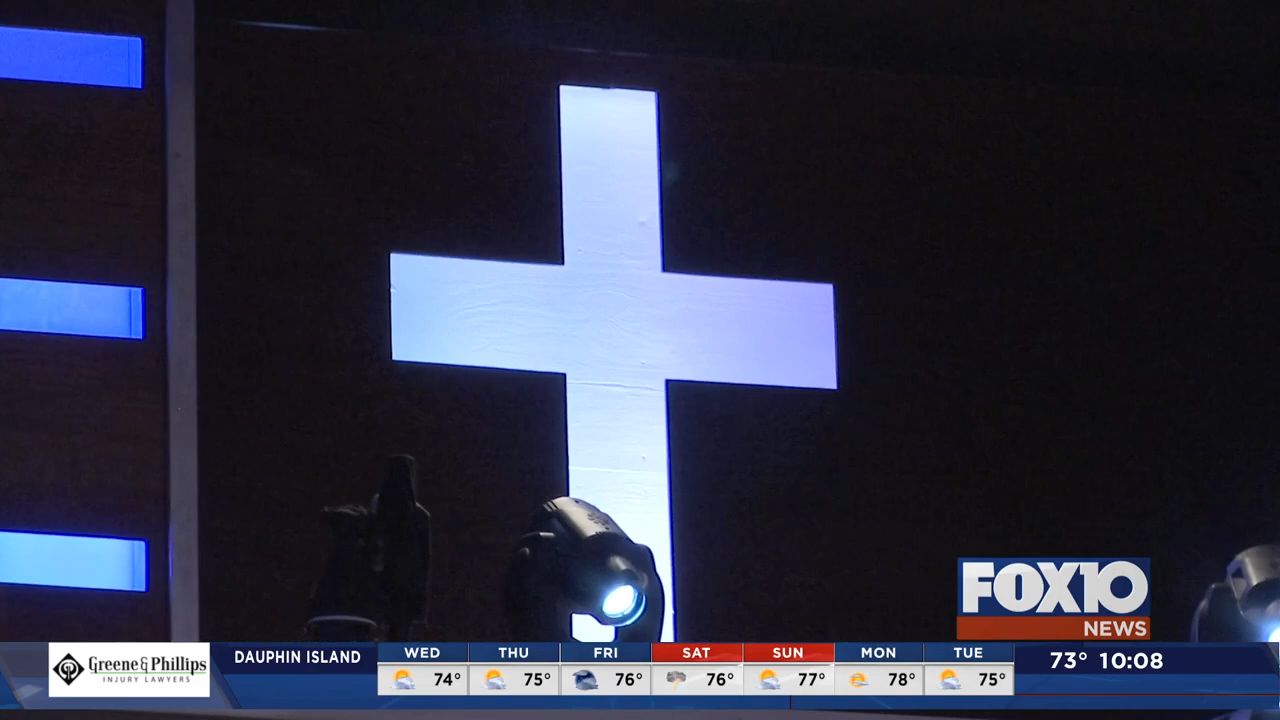 FOX10
NEWS
Greene & Phillips
INJURY LAWYERS
DAUPHIN ISLAND
WED THU FRI SAT SUN MON TUE
74° 75° 76° 76° 77° 78° 75°
73° 10:08